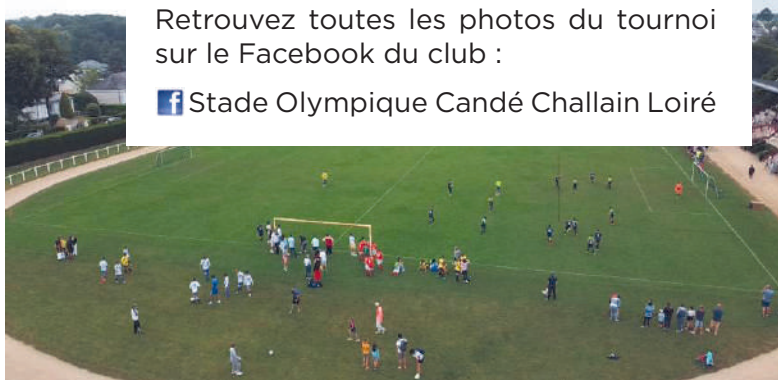 Retrouvez toutes les photos du tournoi
sur le Facebook du club :
f Stade Olympique Candé Challain Loiré